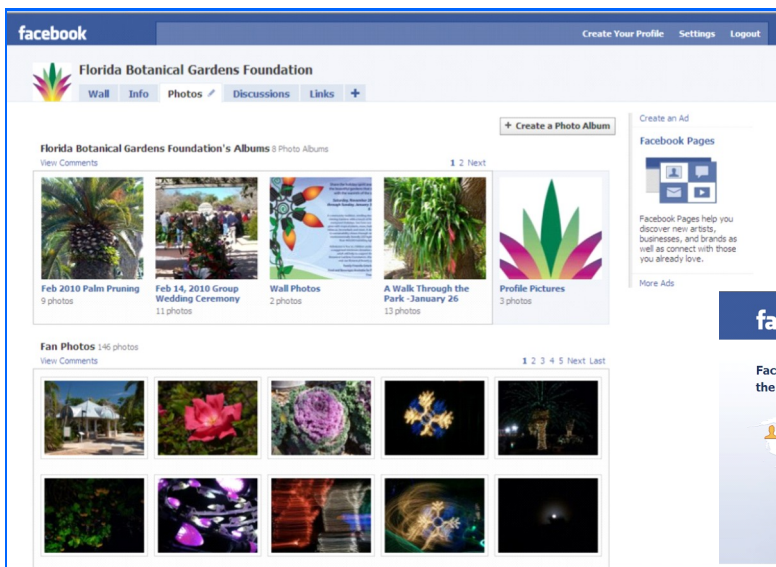 facebook
Create Your Profile Settings Logout
Florida Botanical Gardens Foundation
Wall Info Photos Discussions Links +
+ Create a Photo Album
Florida Botanical Gardens Foundation's Albums 8 Photo Albums
View Comments
1 2 Next
Feb 2010 Palm Pruning
9 photos
Feb 14, 2010 Group
Wedding Ceremony
11 photos
Wall Photos
2 photos
A Walk Through the
Park -January 26
13 photos
Profile Pictures
3 photos
Fan Photos 146 photos
View Comments
1 2 3 4 5 Next Last
Create an Ad
Facebook Pages
Facebook Pages help you
discover new artists,
businesses, and brands as
well as connect with those
you already love.
More Ads
fa
Fac
the